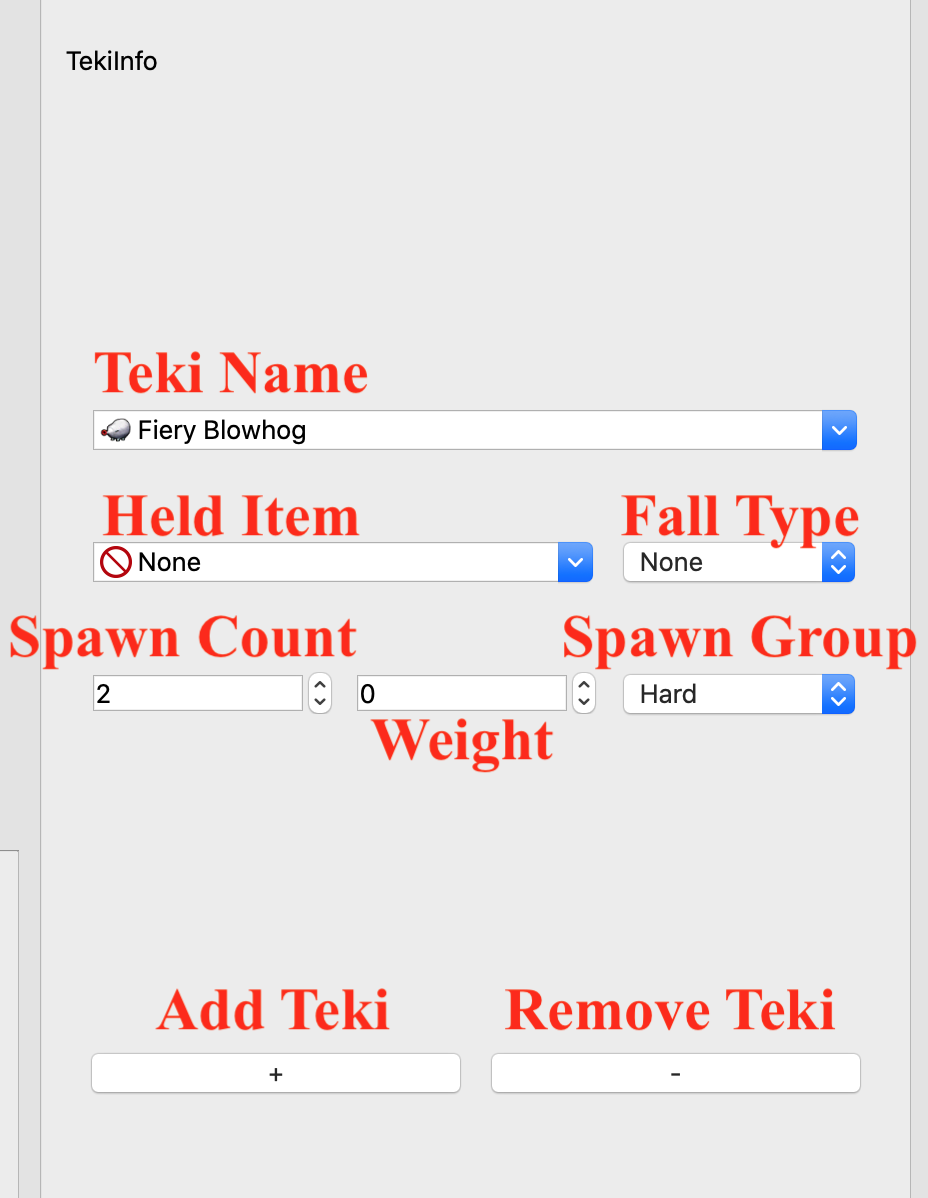 TekiInfo
Teki Name
Fiery Blowhog
Held Item Fall Type
None None
Spawn Count Spawn Group
2 0 Hard
Weight
Add Teki Remove Teki
+ -